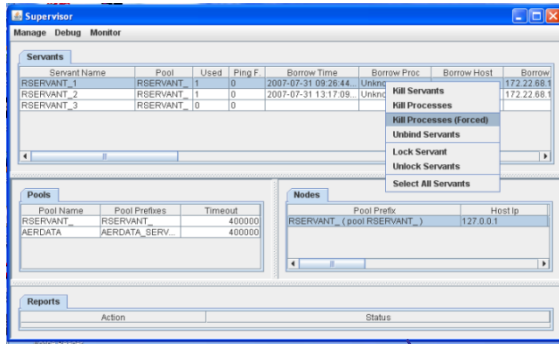 Supervisor
Manage Debug Monitor
Servants
Servant Name Pool Used Ping F.. Borrow Time Borrow Proc Borrow Host Borrow
RSERVANT_1 RSERVANT_ 1 0 2007-07-31 09:26:44... Unkno 172.22.68.1
RSERVANT_2 RSERVANT_ 1 0 2007-07-31 13:17:09... Unkno 172.22.68.1
RSERVANT_3 RSERVANT_ 0 0
Kill Servants
Kill Processes
Kill Processes (Forced)
Unbind Servants
Lock Servant
Unlock Servants
Select All Servants
Pools
Pool Name Pool Prefixes Timeout
RSERVANT_ RSERVANT_ 400000
AERDATA AERDATA_SERV... 400000
Nodes
Pool Prefix Host Ip
RSERVANT_ ( pool RSERVANT_ ) 127.0.0.1
Reports
Action Status